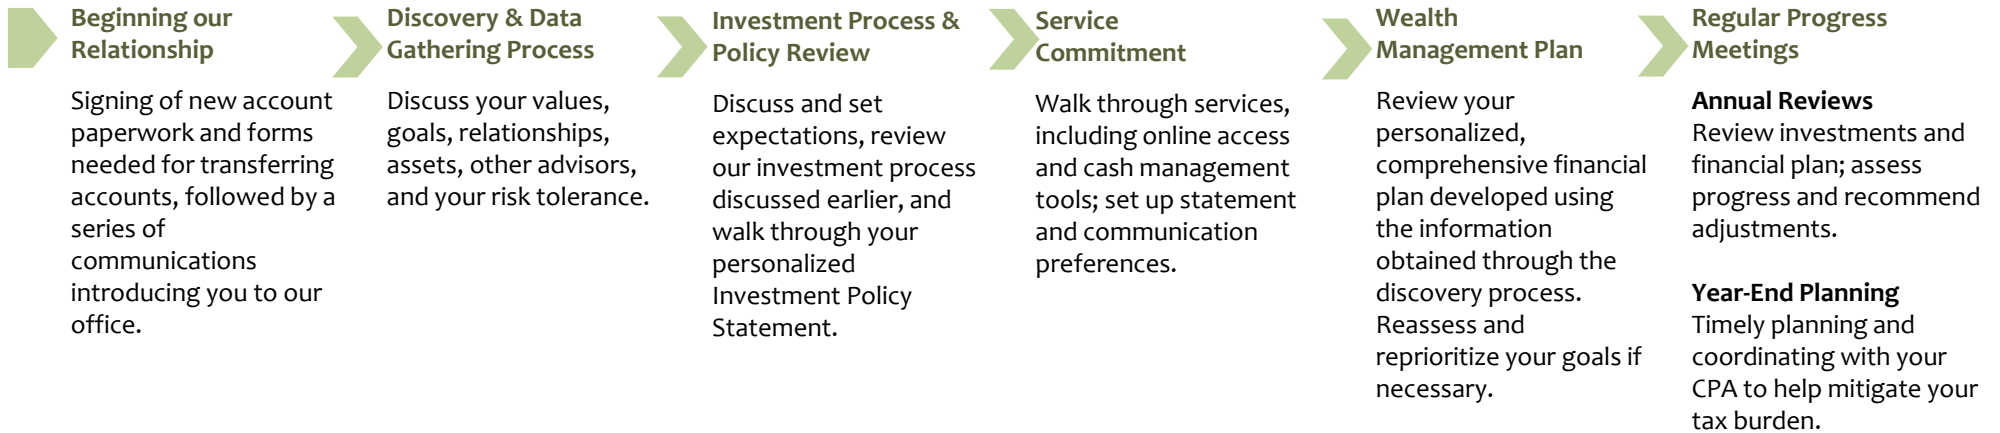 Beginning our
Relationship
Signing of new account
paperwork and forms
needed for transferring
accounts, followed by a
series of
communications
introducing you to our
office.
Discovery & Data
Gathering Process
Discuss your values,
goals, relationships,
assets, other advisors,
and your risk tolerance.
Investment Process &
Policy Review
Discuss and set
expectations, review
our investment process
discussed earlier, and
walk through your
personalized
Investment Policy
Statement.
Service
Commitment
Walk through services,
including online access
and cash management
tools; set up statement
and communication
preferences.
Wealth
Management Plan
Review your
personalized,
comprehensive financial
plan developed using
the information
obtained through the
discovery process.
Reassess and
reprioritize your goals if
necessary.
Regular Progress
Meetings
Annual Reviews
Review investments and
financial plan; assess
progress and recommend
adjustments.
Year-End Planning
Timely planning and
coordinating with your
CPA to help mitigate your
tax burden.